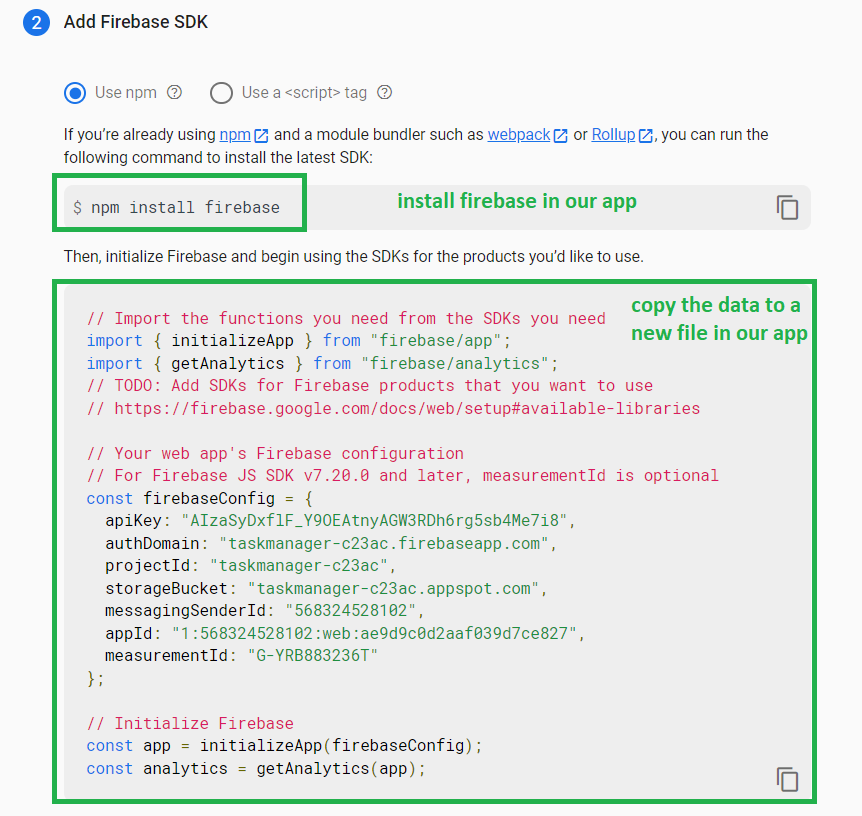 2 Add Firebase SDK
Use npm Use a <script> tag
If you're already using npm and a module bundler such as webpack or Rollup, you can run the
following command to install the latest SDK:
$ npm install firebase
install firebase in our app
Then, initialize Firebase and begin using the SDKs for the products you'd like to use.
copy the data to a
new file in our app
// Import the functions you need from the SDKs you need
import { initializeApp } from "firebase/app";
import { getAnalytics } from "firebase/analytics";
// TODO: Add SDKs for Firebase products that you want to use
// https://firebase.google.com/docs/web/setup#available-libraries
// Your web app's Firebase configuration
// For Firebase JS SDK v7.20.0 and later, measurementId is optional
const firebaseConfig = {
apiKey: "AIzaSyDxflF_Y9OEAtnyAGW3RDh6rg5sb4Me7i8",
authDomain: "taskmanager-c23ac.firebaseapp.com",
projectId: "taskmanager-c23ac",
storageBucket: "taskmanager-c23ac.appspot.com",
messagingSenderId: "568324528102",
appId: "1:568324528102:web:ae9d9c0d2aaf039d7ce827",
measurementId: "G-YRB883236T"
};
// Initialize Firebase
const app = initializeApp(firebaseConfig);
const analytics = getAnalytics(app);